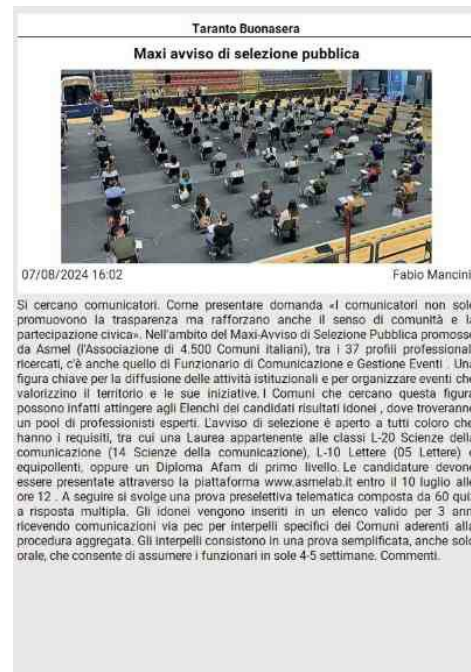 Taranto Buonasera
Maxi avviso di selezione pubblica
07/08/2024 16:02 Fabio Mancini
Si cercano comunicatori. Come presentare domanda «I comunicatori non solo
promuovono la trasparenza ma rafforzano anche il senso di comunità e la
partecipazione civica». Nell'ambito del Maxi-Avviso di Selezione Pubblica promosso
da Asmel (l'Associazione di 4.500 Comuni italiani), tra i 37 profili professional
ricercati, c'è anche quello di Funzionario di Comunicazione e Gestione Eventi . Una
figura chiave per la diffusione delle attività istituzionali e per organizzare eventi che
valorizzino il territorio e le sue iniziative. I Comuni che cercano questa figura
possono infatti attingere agli Elenchi dei candidati risultati idonei , dove troveranno
un pool di professionisti esperti. L'avviso di selezione è aperto a tutti coloro che
hanno i requisiti, tra cui una Laurea appartenente alle classi L-20 Scienze della
comunicazione (14 Scienze della comunicazione), L-10 Lettere (05 Lettere) e
equipollenti, oppure un Diploma Afam di primo livello. Le candidature devono
essere presentate attraverso la piattaforma www.asmelab.it entro il 10 luglio alle
ore 12 . A seguire si svolge una prova preselettiva telematica composta da 60 quiz
a risposta multipla. Gli idonei vengono inseriti in un elenco valido per 3 anni
ricevendo comunicazioni via pec per interpelli specifici dei Comuni aderenti alla
procedura aggregata. Gli interpelli consistono in una prova semplificata, anche solo
orale, che consente di assumere i funzionari in sole 4-5 settimane. Commenti.